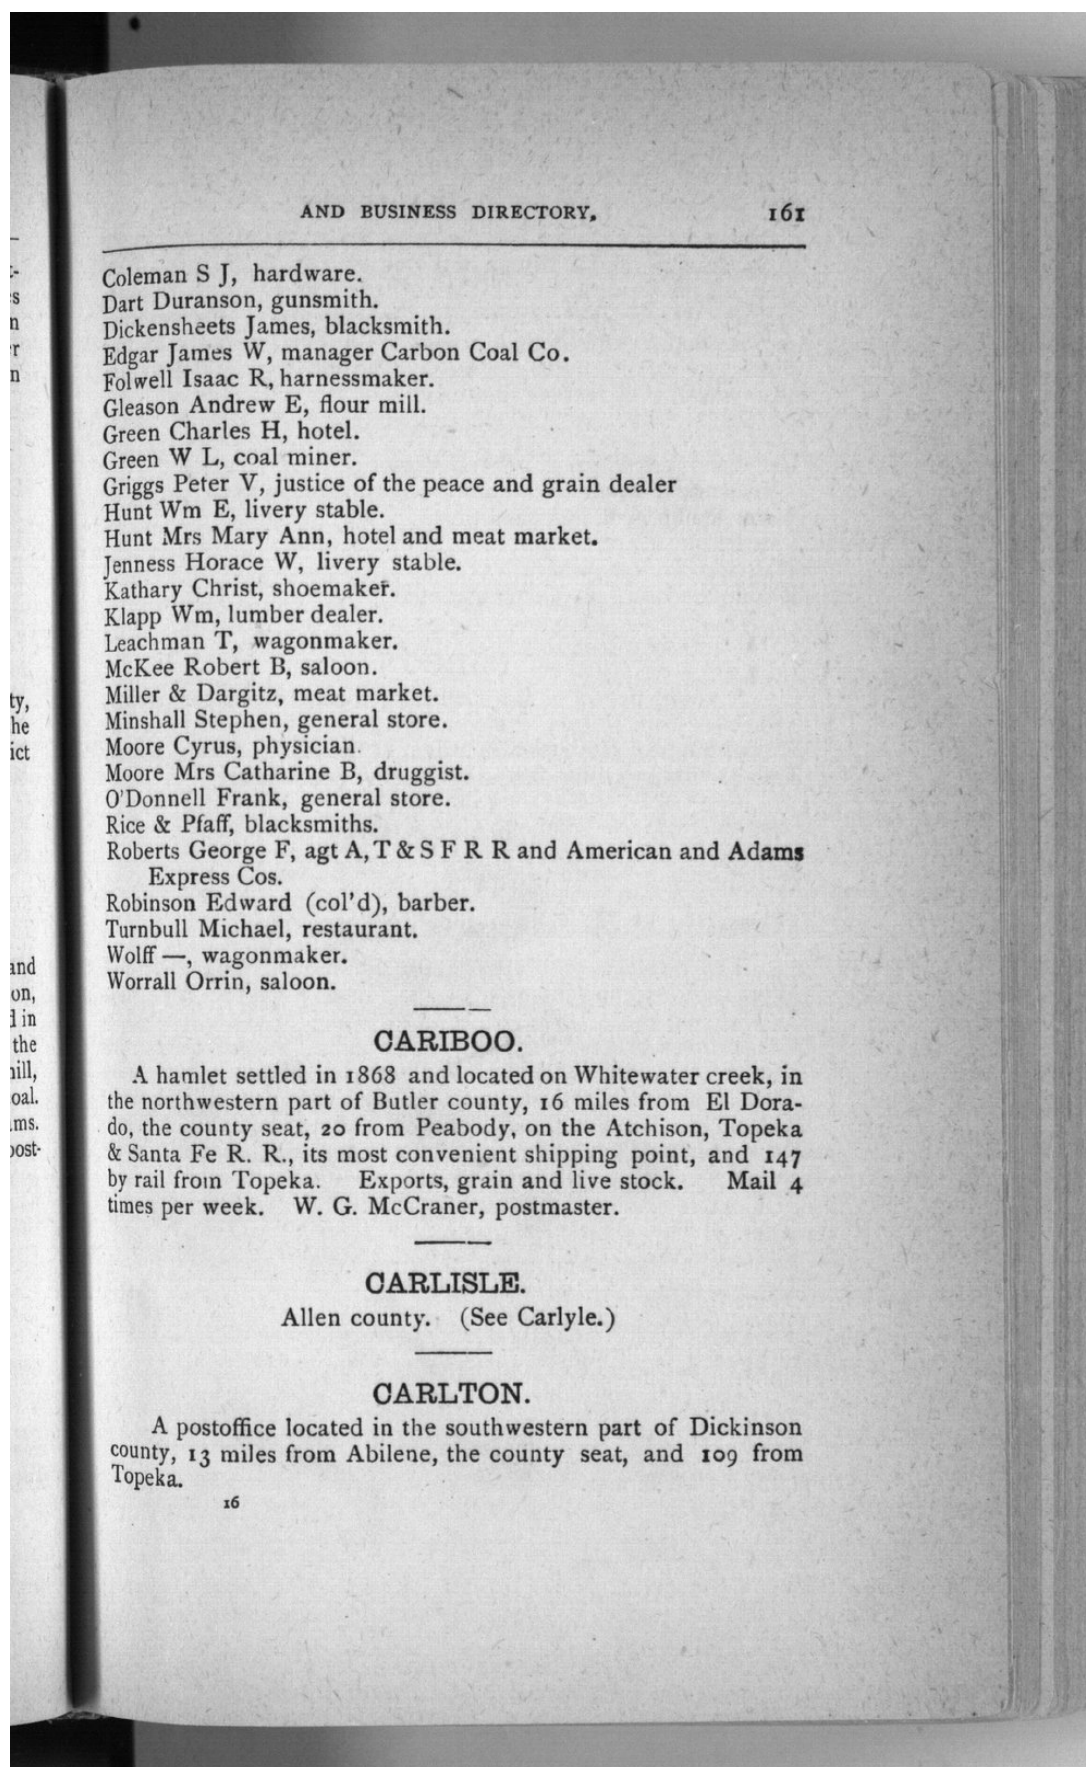 AND BUSINESS DIRECTORY. 161
Coleman S J, hardware.
Dart Duranson, gunsmith.
Dickensheets James, blacksmith.
Edgar James W, manager Carbon Coal Co.
Folwell Isaac R, harnessmaker.
Gleason Andrew E, flour mill.
Green Charles H, hotel.
Green W L, coal miner.
Griggs Peter V, justice of the peace and grain dealer
Hunt Wm E, livery stable.
Hunt Mrs Mary Ann, hotel and meat market.
Jenness Horace W, livery stable.
Kathary Christ, shoemaker.
Klapp Wm, lumber dealer.
Leachman T, wagonmaker.
McKee Robert B, saloon.
Miller & Dargitz, meat market.
Minshall Stephen, general store.
Moore Cyrus, physician.
Moore Mrs Catharine B, druggist.
O'Donnell Frank, general store.
Rice & Pfaff, blacksmiths.
Roberts George F, agt A, T & S F R R and American and Adams
Express Cos.
Robinson Edward (col'd), barber.
Turnbull Michael, restaurant.
Wolff —, wagonmaker.
Worrall Orrin, saloon.
CARIBOO.
A hamlet settled in 1868 and located on Whitewater creek, in
the northwestern part of Butler county, 16 miles from El Dora-
do, the county seat, 20 from Peabody, on the Atchison, Topeka
& Santa Fe R. R., its most convenient shipping point, and 147
by rail from Topeka. Exports, grain and live stock. Mail 4
times per week. W. G. McCraner, postmaster.
CARLISLE.
Allen county. (See Carlyle.)
CARLTON.
A postoffice located in the southwestern part of Dickinson
county, 13 miles from Abilene, the county seat, and 109 from
Topeka.
16